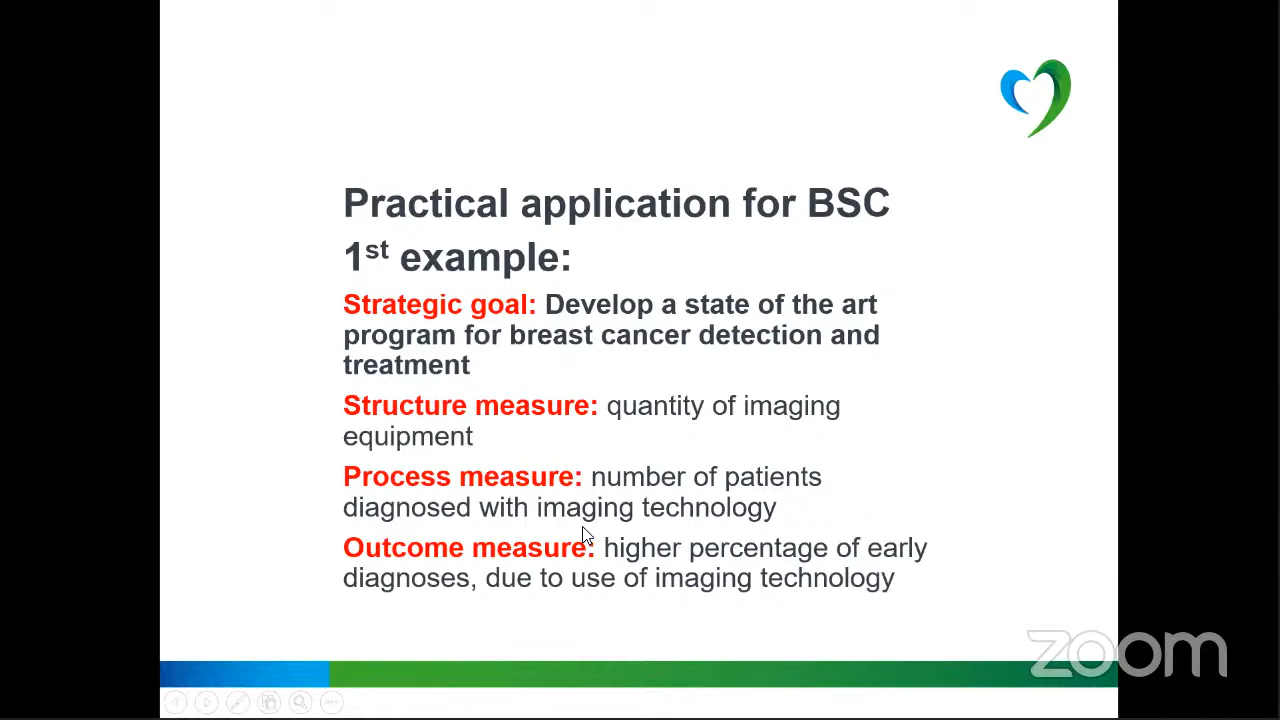 Practical application for BSC
1st example:
Strategic goal: Develop a state of the art
program for breast cancer detection and
treatment
Structure measure: quantity of imaging
equipment
Process measure: number of patients
diagnosed with imaging technology
Outcome measure: higher percentage of early
diagnoses, due to use of imaging technology
zoom